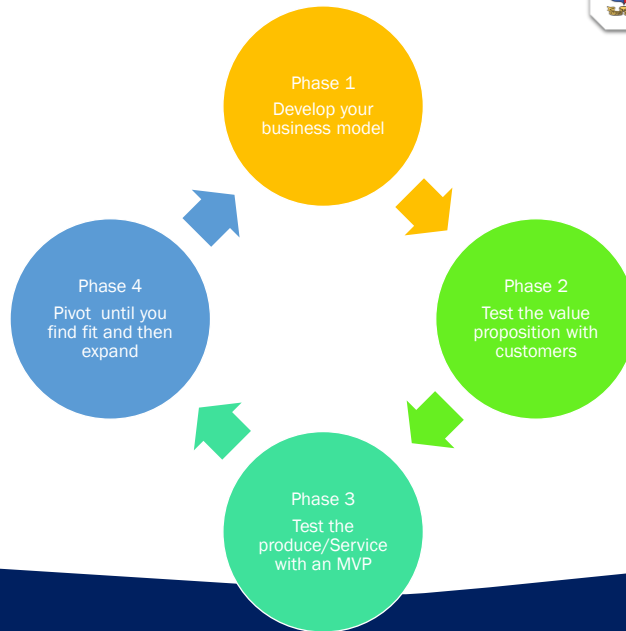 Phase 1
Develop your
business model
Phase 2
Test the value
proposition with
customers
Phase 3
Test the
produce/Service
with an MVP
Phase 4
Pivot  until you
find fit and then
expand